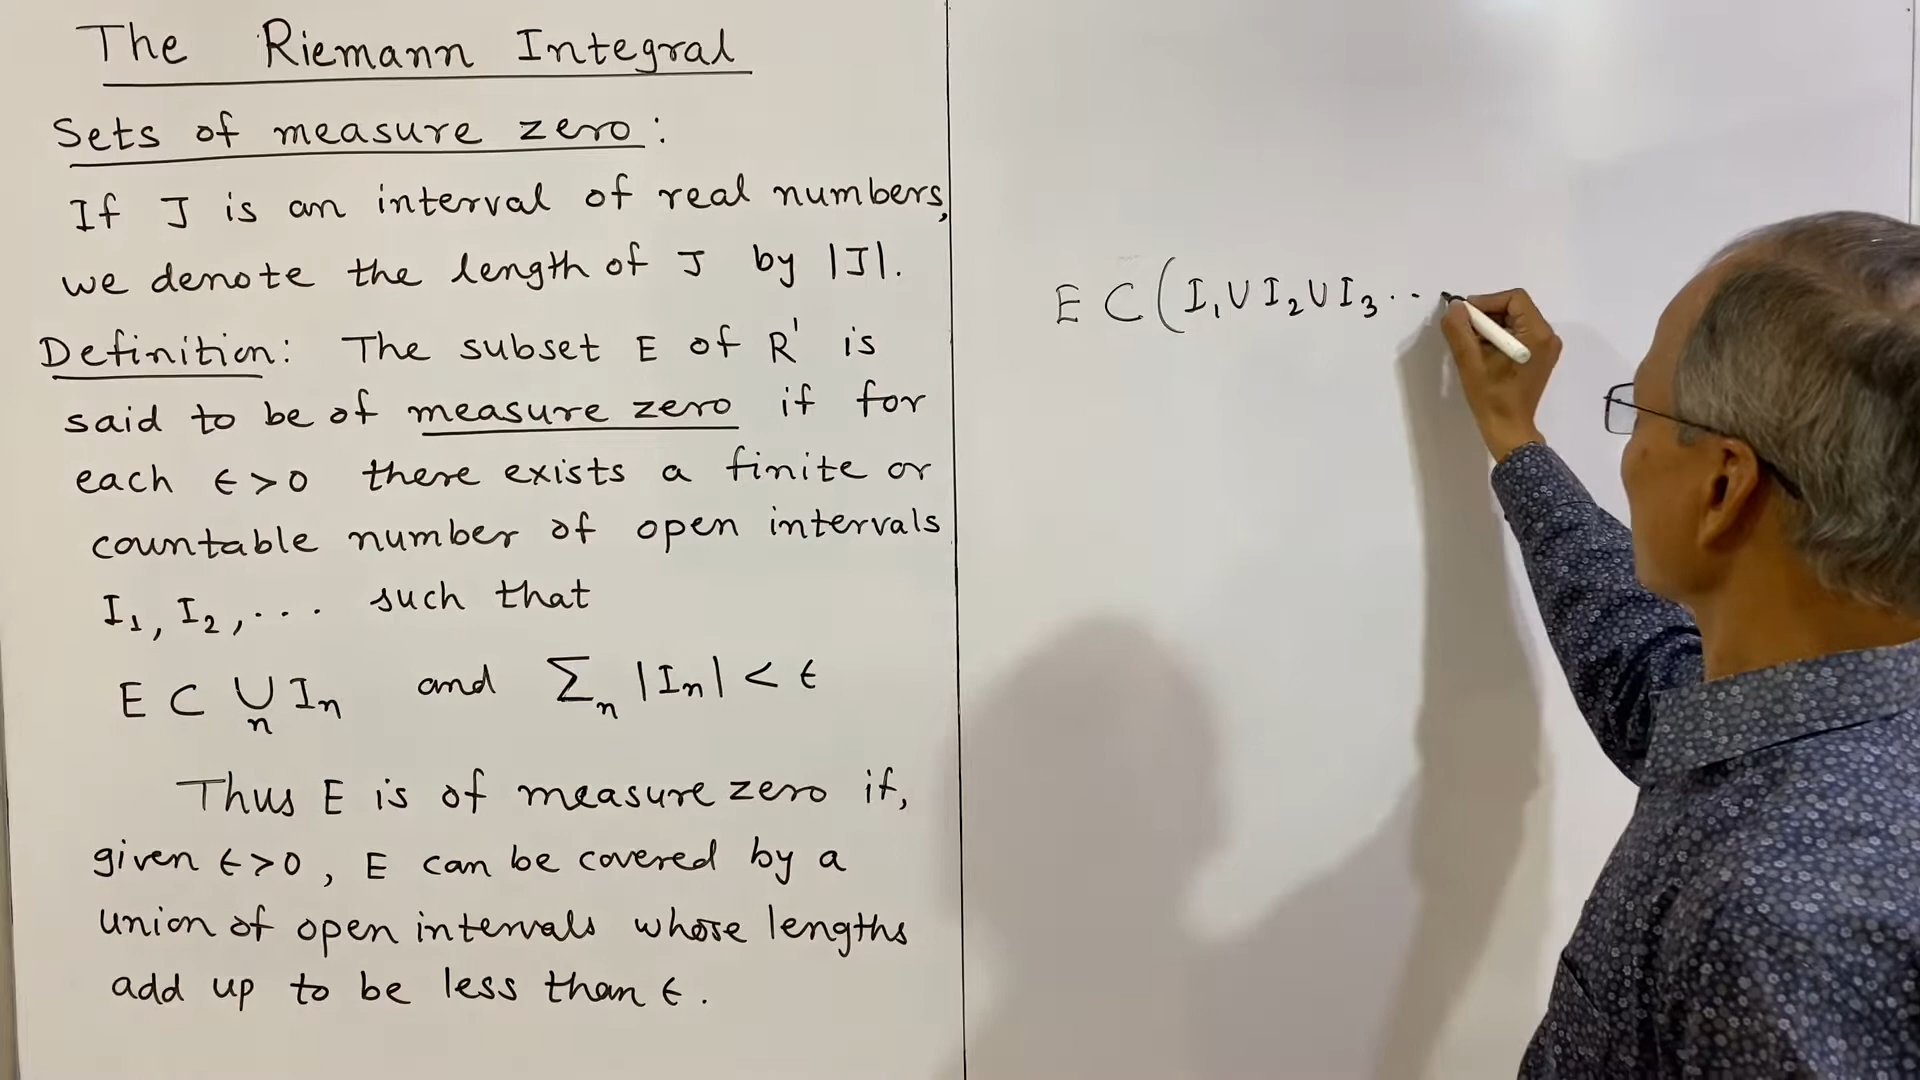 The Riemann Integral
Sets of measure zero:
If J is an interval of real numbers,
we denote the length of J by |J|.
Definition: The subset E of R' is
said to be of measure zero if for
each ϵ>0 there exists a finite or
countable number of open intervals
I₁, I₂, ... such that
E ⊂ ⋃ₙ Iₙ and ∑ₙ |Iₙ| < ϵ
Thus E is of measure zero if,
given ϵ>0, E can be covered by a
union of open intervals whose lengths
add up to be less than ϵ.
E ⊂ (I₁ ∪ I₂ ∪ I₃ ...